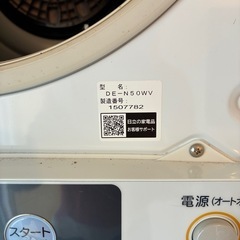 型　名
DE-N50WV
製造番号
1507782
日立の家電品
お客様サポート
電源(オートオ
スタート